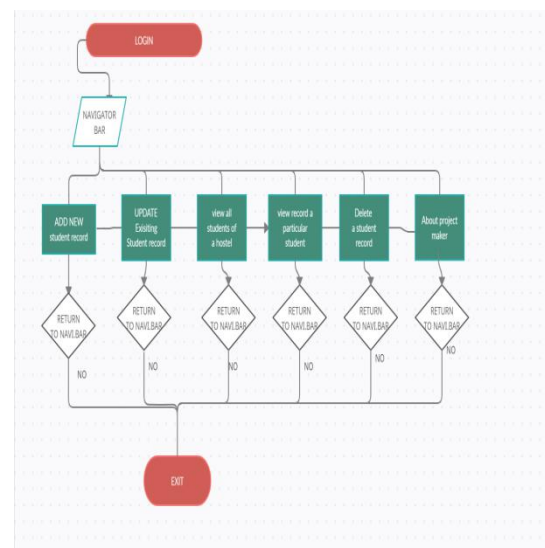 LOGIN
NAVIGATOR
BAR
ADD NEW
student record
UPDATE
Exisiting
Student record
view all
students of
a hostel
view record a
particular
student
Delete
a student
record
About project
maker
RETURN
TO NAVI.BAR
RETURN
TO NAVI.BAR
RETURN
TO NAVI.BAR
RETURN
TO NAVI.BAR
RETURN
TO NAVI.BAR
RETURN
TO NAVI.BAR
NO
NO
NO
NO
NO
NO
EXIT